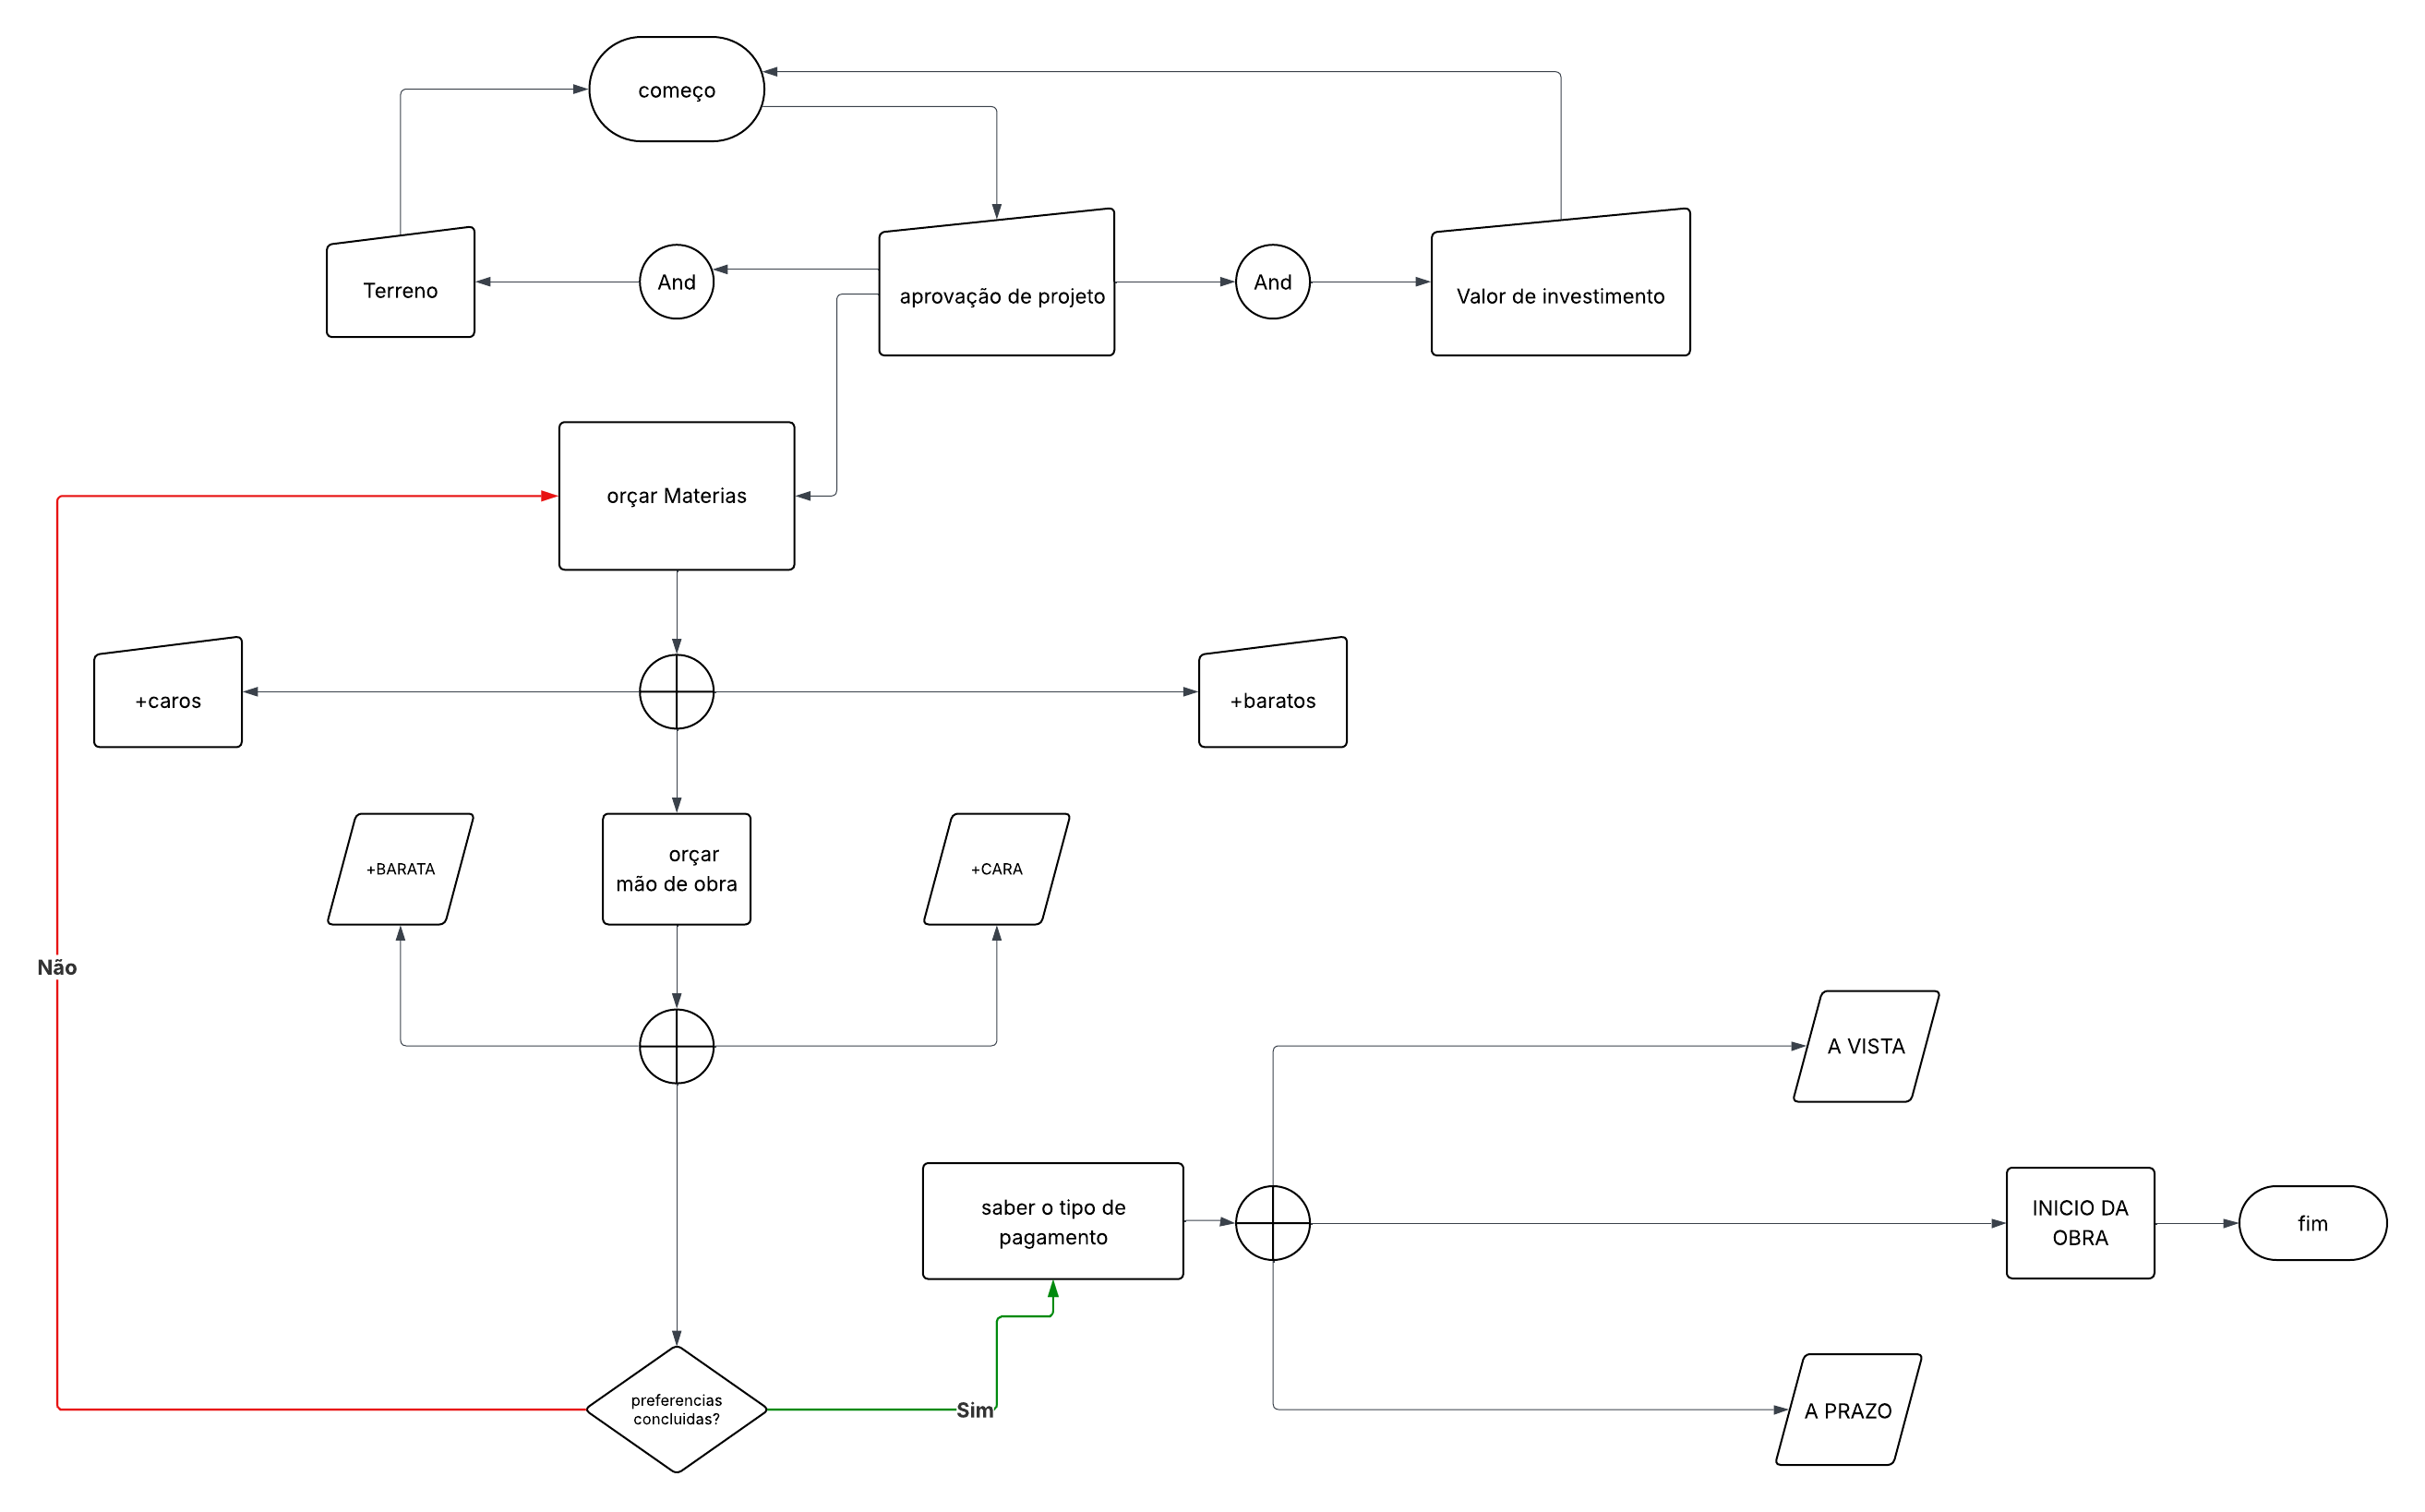 começo
Terreno
And
aprovação de projeto
And
Valor de investimento
orçar Materias
+caros
+baratos
+BARATA
orçar
mão de obra
+CARA
Não
A VISTA
saber o tipo de
pagamento
INICIO DA
OBRA
fim
preferencias
concluidas?
Sim
A PRAZO